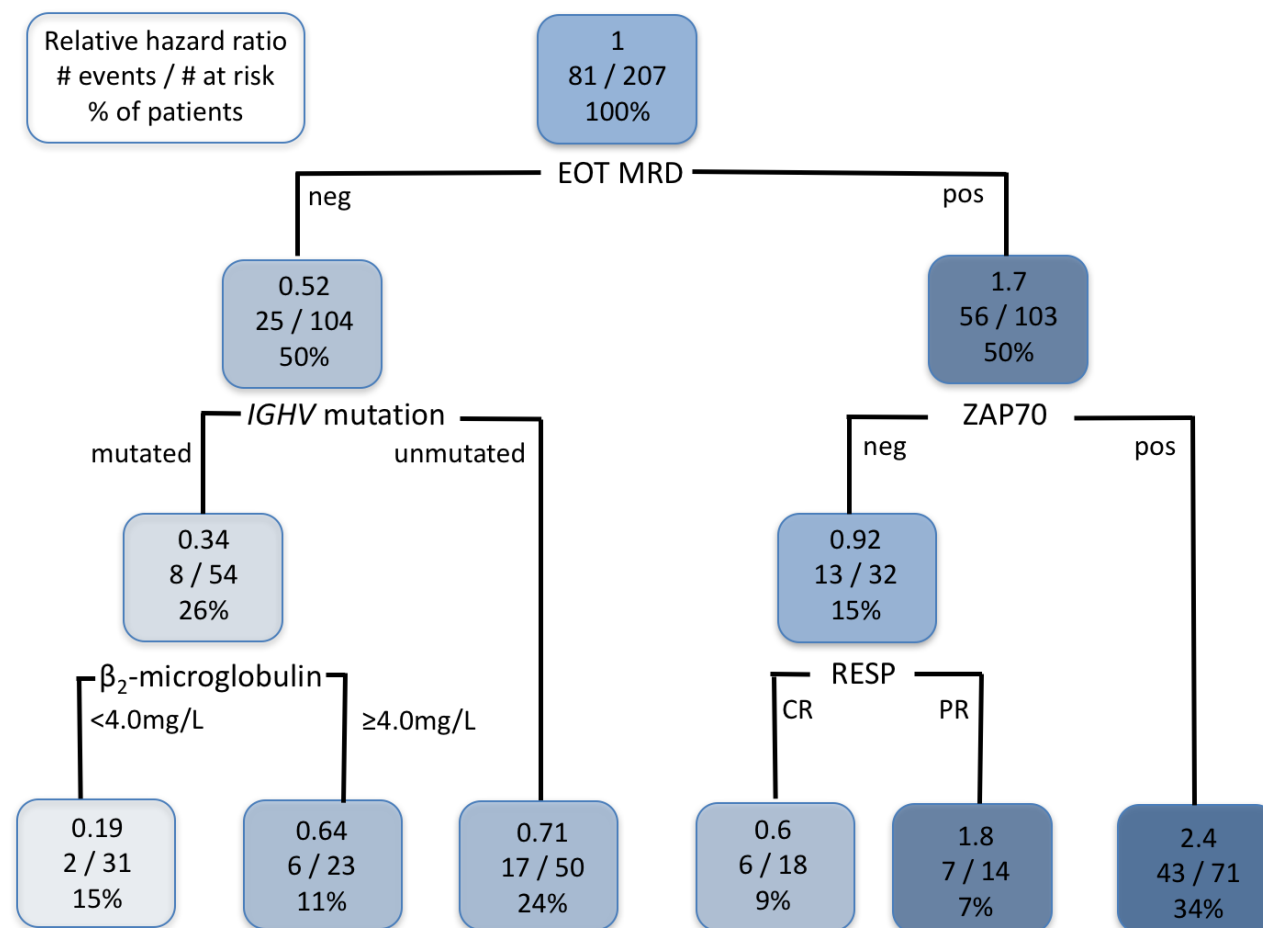 Relative hazard ratio
# events / # at risk
% of patients
1
81 / 207
100%
EOT MRD
neg
pos
0.52
25 / 104
50%
1.7
56 / 103
50%
IGHV mutation
mutated
unmutated
ZAP70
neg
pos
0.34
8 / 54
26%
0.92
13 / 32
15%
β₂-microglobulin
<4.0mg/L
≥4.0mg/L
RESP
CR
PR
0.19
2 / 31
15%
0.64
6 / 23
11%
0.71
17 / 50
24%
0.6
6 / 18
9%
1.8
7 / 14
7%
2.4
43 / 71
34%